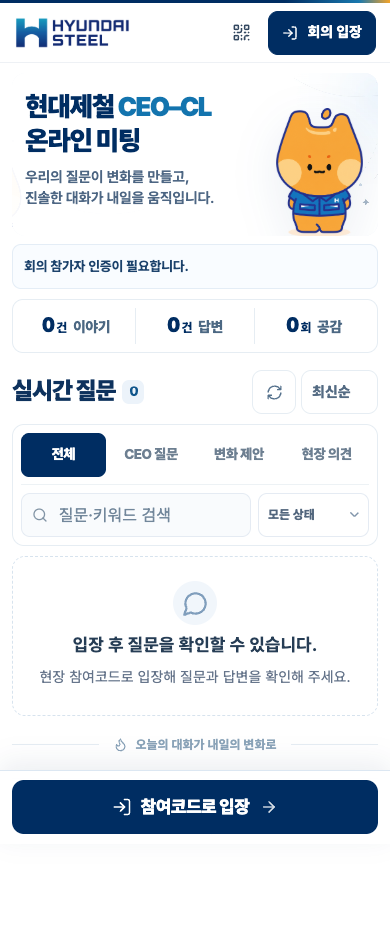 HYUNDAI
STEEL
회의 입장
현대제철 CEO–CL
온라인 미팅
우리의 질문이 변화를 만들고,
진솔한 대화가 내일을 움직입니다.
회의 참가자 인증이 필요합니다.
0건 이야기
0건 답변
0회 공감
실시간 질문 0
최신순
전체
CEO 질문
변화 제안
현장 의견
질문·키워드 검색
모든 상태
입장 후 질문을 확인할 수 있습니다.
현장 참여코드로 입장해 질문과 답변을 확인해 주세요.
오늘의 대화가 내일의 변화로
참여코드로 입장